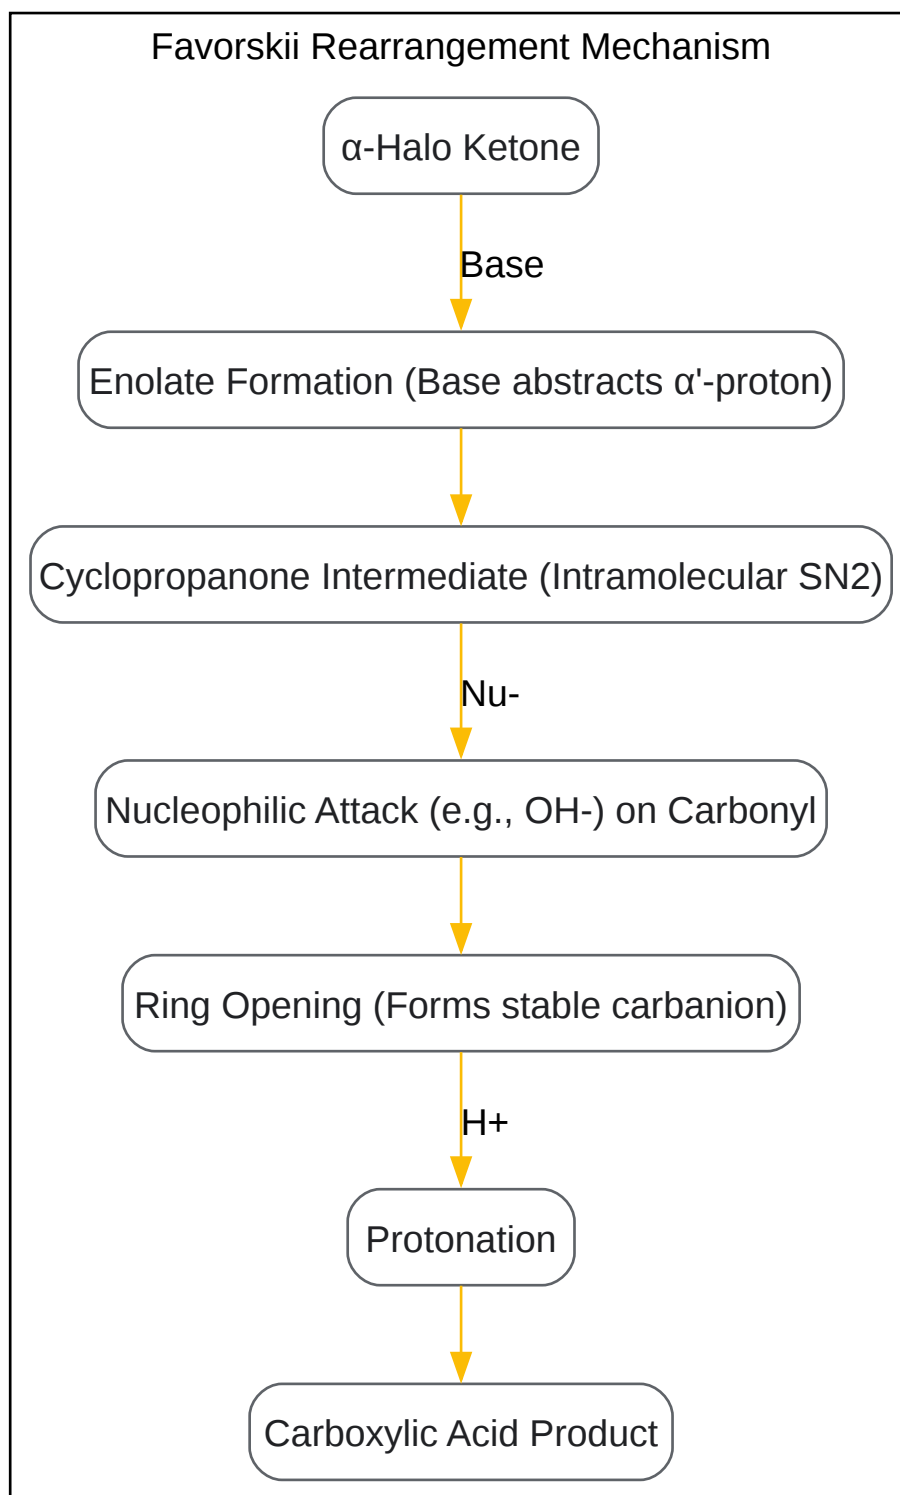 Favorskii Rearrangement Mechanism
α-Halo Ketone
Base
Enolate Formation (Base abstracts α'-proton)
Cyclopropanone Intermediate (Intramolecular SN2)
Nu-
Nucleophilic Attack (e.g., OH-) on Carbonyl
Ring Opening (Forms stable carbanion)
H+
Protonation
Carboxylic Acid Product